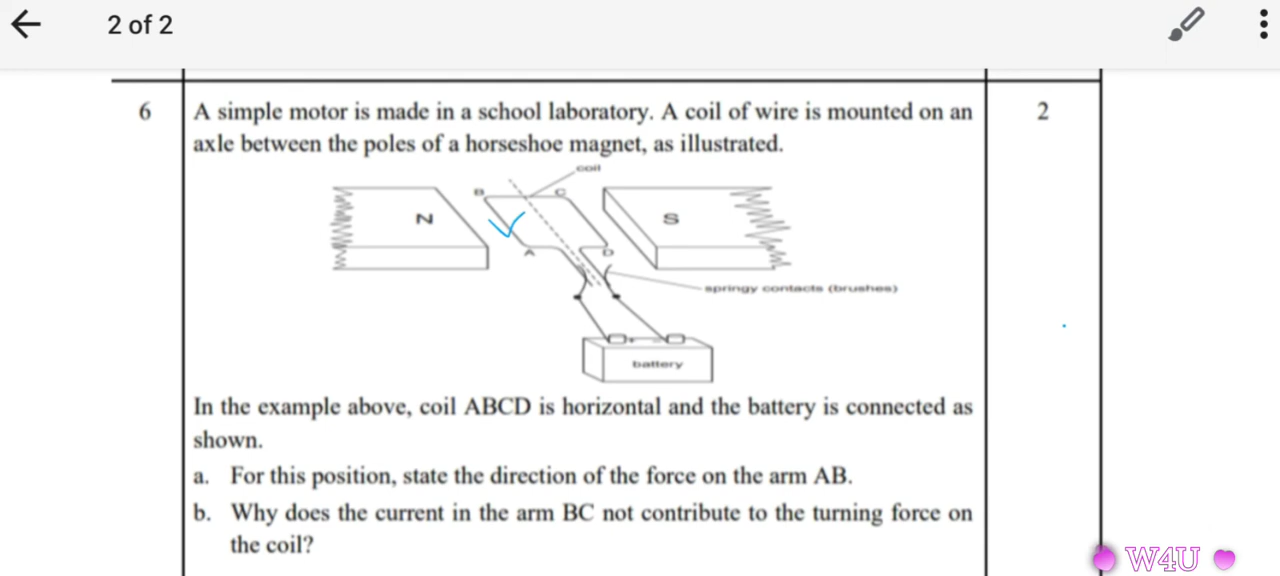 2 of 2
6
A simple motor is made in a school laboratory. A coil of wire is mounted on an
2
axle between the poles of a horseshoe magnet, as illustrated.
coil
B
C
N
S
A
D
springy contacts (brushes)
+
−
battery
In the example above, coil ABCD is horizontal and the battery is connected as
shown.
a. For this position, state the direction of the force on the arm AB.
b. Why does the current in the arm BC not contribute to the turning force on
the coil?
W4U